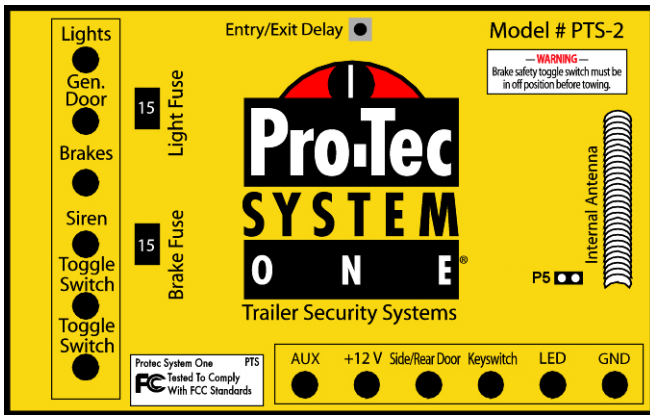 Lights
Gen.
Door
Brakes
Siren
Toggle
Switch
Toggle
Switch
15
Light Fuse
15
Brake Fuse
Entry/Exit Delay
Pro-Tec
SYSTEM
O N E®
Trailer Security Systems
Model # PTS-2
— WARNING —
Brake safety toggle switch must be
in off position before towing.
Internal Antenna
P5
Protec System One PTS
FC Tested To Comply
With FCC Standards
AUX +12 V Side/Rear Door Keyswitch LED GND